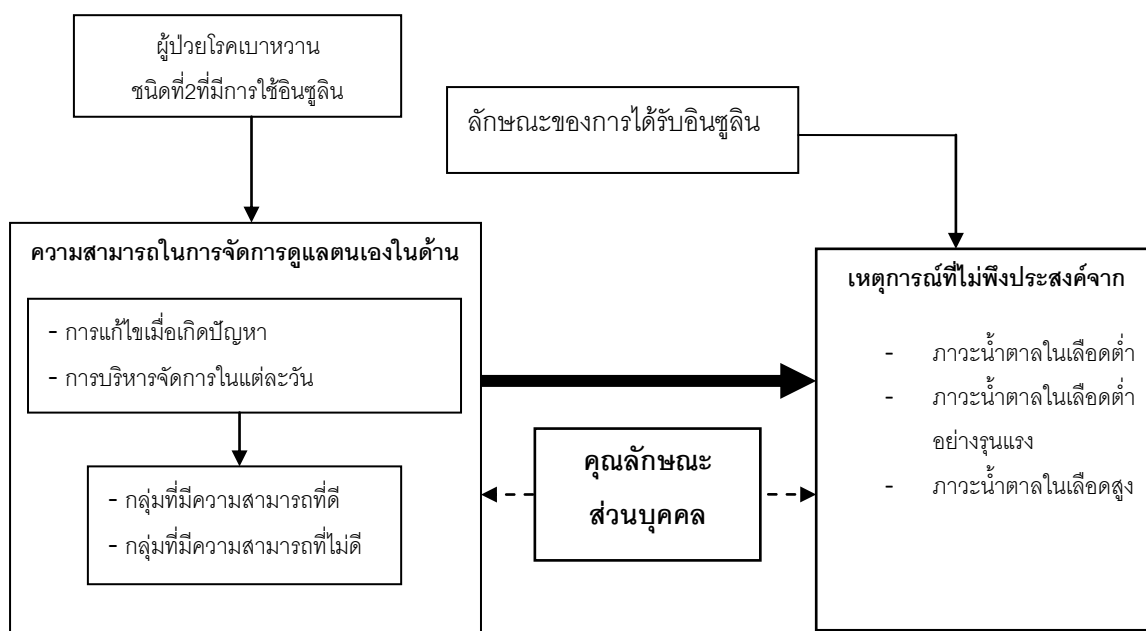 ผู้ป่วยโรคเบาหวาน
ชนิดที่2ที่มีการใช้อินซูลิน
ลักษณะของการได้รับอินซูลิน
ความสามารถในการจัดการดูแลตนเองในด้าน
- การแก้ไขเมื่อเกิดปัญหา
- การบริหารจัดการในแต่ละวัน
- กลุ่มที่มีความสามารถที่ดี
- กลุ่มที่มีความสามารถที่ไม่ดี
คุณลักษณะ
ส่วนบุคคล
เหตุการณ์ที่ไม่พึงประสงค์จาก
- ภาวะน้ำตาลในเลือดต่ำ
- ภาวะน้ำตาลในเลือดต่ำ
อย่างรุนแรง
- ภาวะน้ำตาลในเลือดสูง